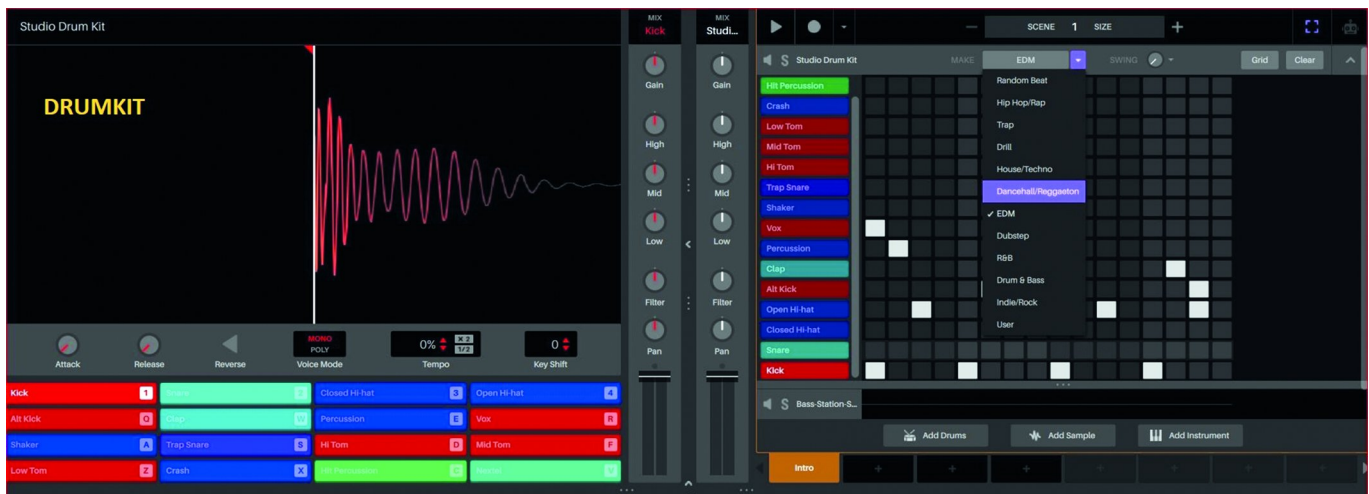 Studio Drum Kit
DRUMKIT
Attack
Release
Reverse
MONO
POLY
Voice Mode
0%
X 2
1/2
Tempo
0
Key Shift
Kick 1
Snare 2
Closed Hi-hat 3
Open Hi-hat 4
Alt Kick Q
Clap W
Percussion E
Vox R
Shaker A
Trap Snare S
Hi Tom D
Mid Tom F
Low Tom Z
Crash X
Hit Percussion C
V
MIX
Kick
Gain
High
Mid
Low
Filter
Pan
MIX
Studi...
Gain
High
Mid
Low
Filter
Pan
SCENE 1 SIZE
S Studio Drum Kit
MAKE
EDM
SWING
Grid
Clear
Random Beat
Hip Hop/Rap
Trap
Drill
House/Techno
Dancehall/Reggaeton
✓ EDM
Dubstep
R&B
Drum & Bass
Indie/Rock
User
Hit Percussion
Crash
Low Tom
Mid Tom
Hi Tom
Trap Snare
Shaker
Vox
Percussion
Clap
Alt Kick
Open Hi-hat
Closed Hi-hat
Snare
Kick
S Bass-Station-S...
Add Drums
Add Sample
Add Instrument
Intro